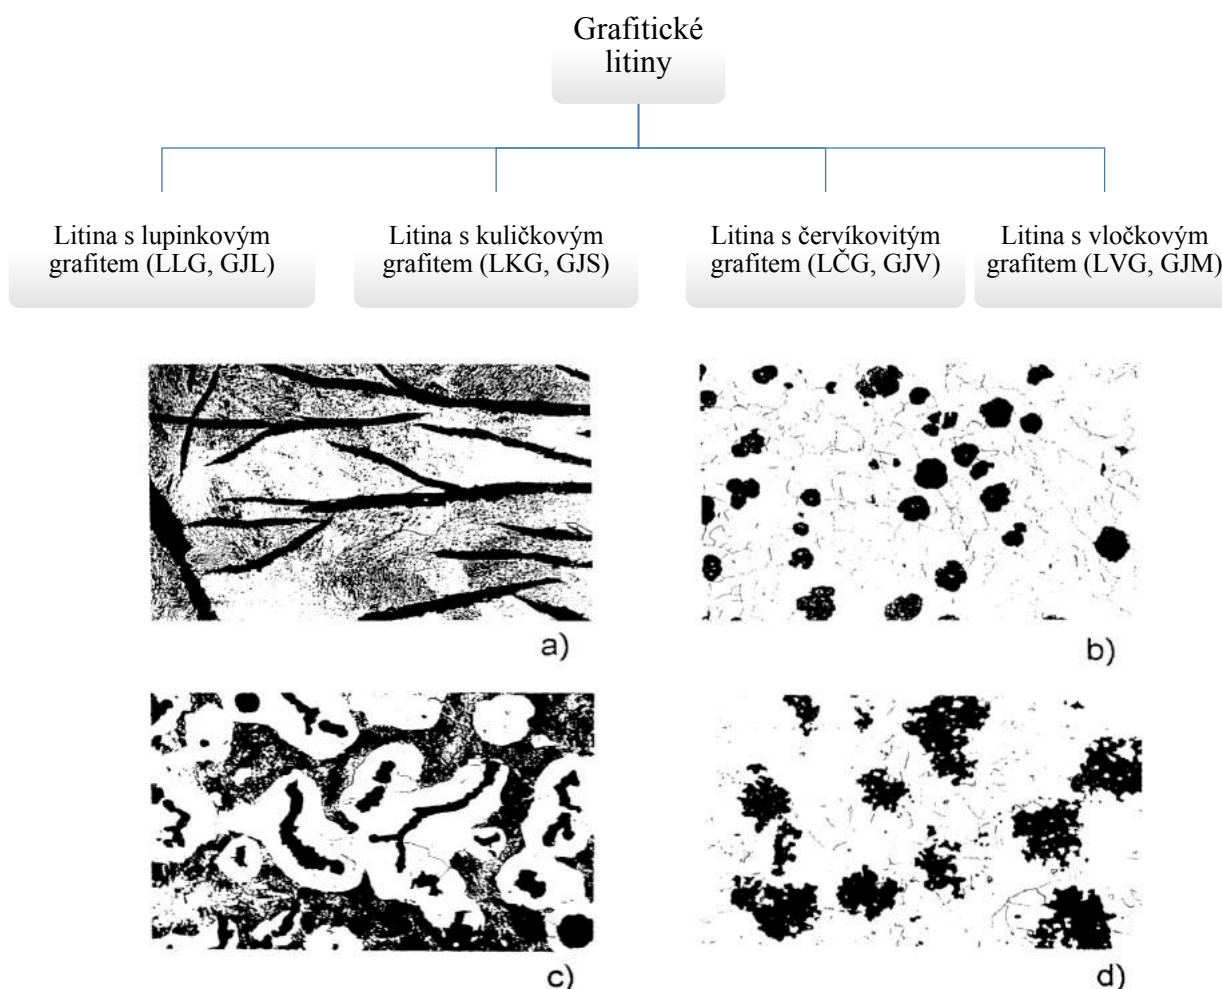 Grafitické
litiny
Litina s lupinkovým
grafitem (LLG, GJL)
Litina s kuličkovým
grafitem (LKG, GJS)
Litina s červíkovitým
grafitem (LČG, GJV)
Litina s vločkovým
grafitem (LVG, GJM)
a)
b)
c)
d)